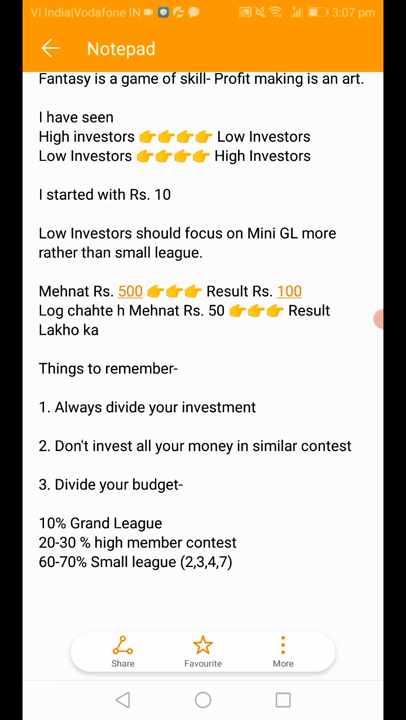 Vi India|Vodafone IN
3:07 pm
Notepad
Fantasy is a game of skill- Profit making is an art.
I have seen
High investors 👉👉👉👉 Low Investors
Low Investors 👉👉👉👉 High Investors
I started with Rs. 10
Low Investors should focus on Mini GL more
rather than small league.
Mehnat Rs. 500 👉👉👉 Result Rs. 100
Log chahte h Mehnat Rs. 50 👉👉👉 Result
Lakho ka
Things to remember-
1. Always divide your investment
2. Don't invest all your money in similar contest
3. Divide your budget-
10% Grand League
20-30 % high member contest
60-70% Small league (2,3,4,7)
Share
Favourite
More